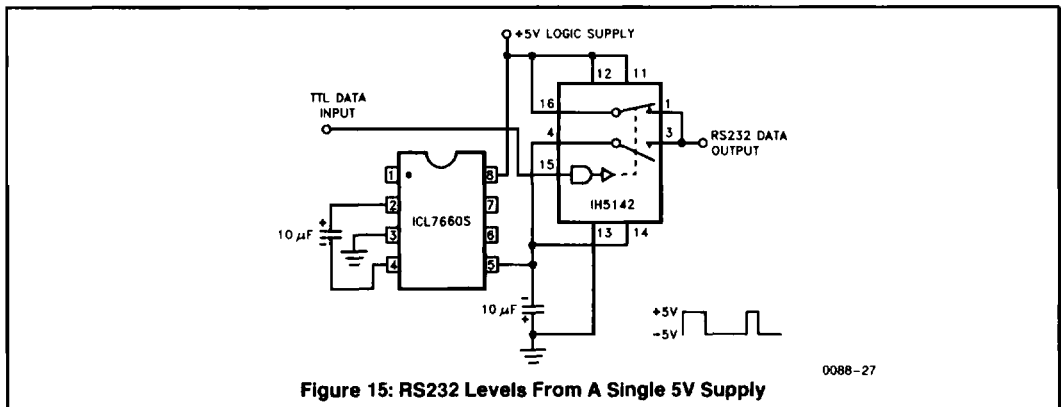 +5V LOGIC SUPPLY
12 11
TTL DATA
INPUT
16 1
4 3 RS232 DATA
OUTPUT
15
IH5142
1 8
2 7
ICL7660S
10 µF 3 6
4 5
13 14
10 µF
+5V
-5V
0088-27
Figure 15: RS232 Levels From A Single 5V Supply